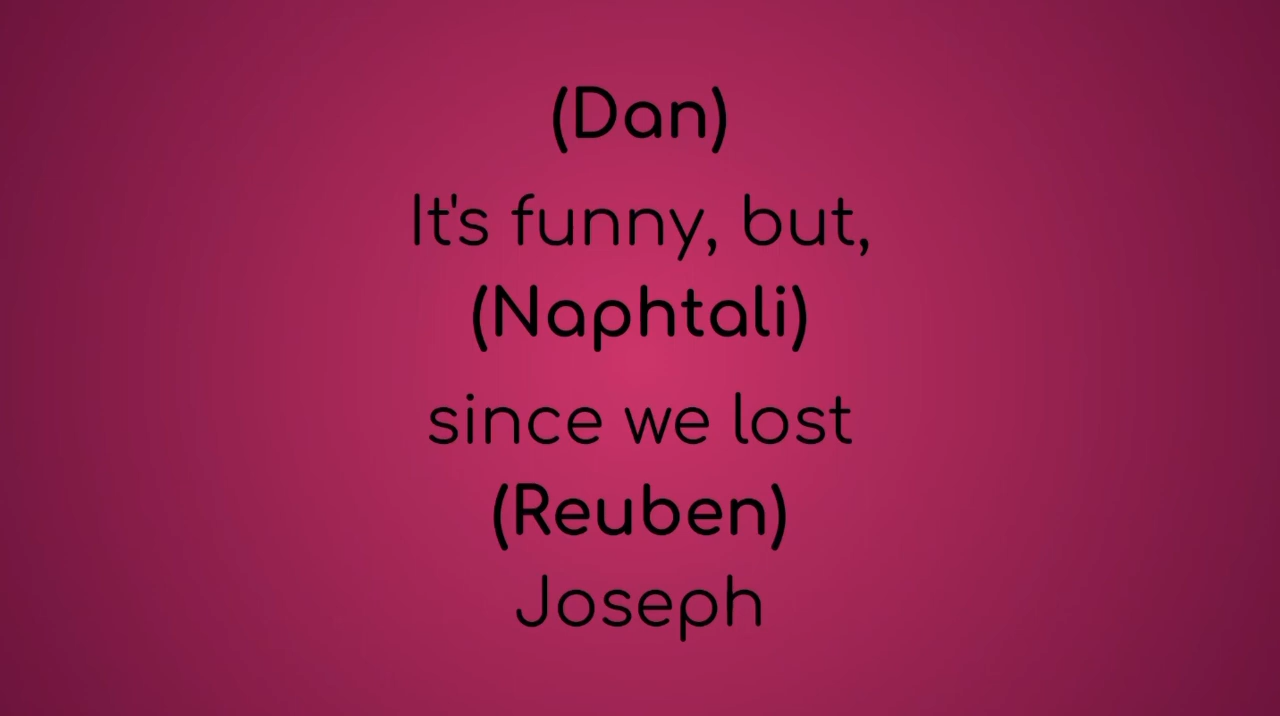 (Dan)
It's funny, but,
(Naphtali)
since we lost
(Reuben)
Joseph